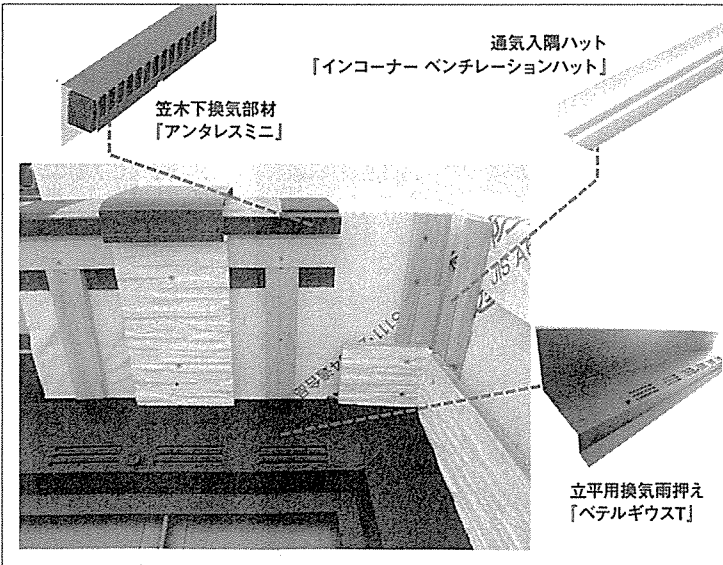 通気入隅ハット
『インコーナー ベンチレーションハット』
笠木下換気部材
『アンタレスミニ』
立平用換気雨押え
『ベテルギウスT』